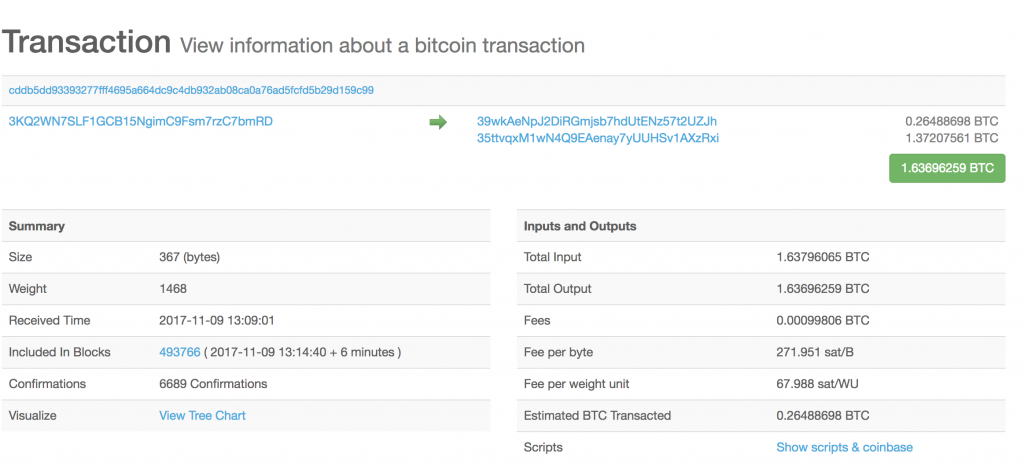 Transaction View information about a bitcoin transaction
cddb5dd93393277fff4695a664dc9c4db932ab08ca0a76ad5fcfd5b29d159c99
3KQ2WN7SLF1GCB15NgimC9Fsm7rzC7bmRD
39wkAeNpJ2DiRGmjsb7hdUtENz57t2UZJh 0.26488698 BTC
35ttvqxM1wN4Q9EAenay7yUUHSv1AXzRxi 1.37207561 BTC
1.63696259 BTC
Summary
Size 367 (bytes)
Weight 1468
Received Time 2017-11-09 13:09:01
Included In Blocks 493766 ( 2017-11-09 13:14:40 + 6 minutes )
Confirmations 6689 Confirmations
Visualize View Tree Chart
Inputs and Outputs
Total Input 1.63796065 BTC
Total Output 1.63696259 BTC
Fees 0.00099806 BTC
Fee per byte 271.951 sat/B
Fee per weight unit 67.988 sat/WU
Estimated BTC Transacted 0.26488698 BTC
Scripts Show scripts & coinbase